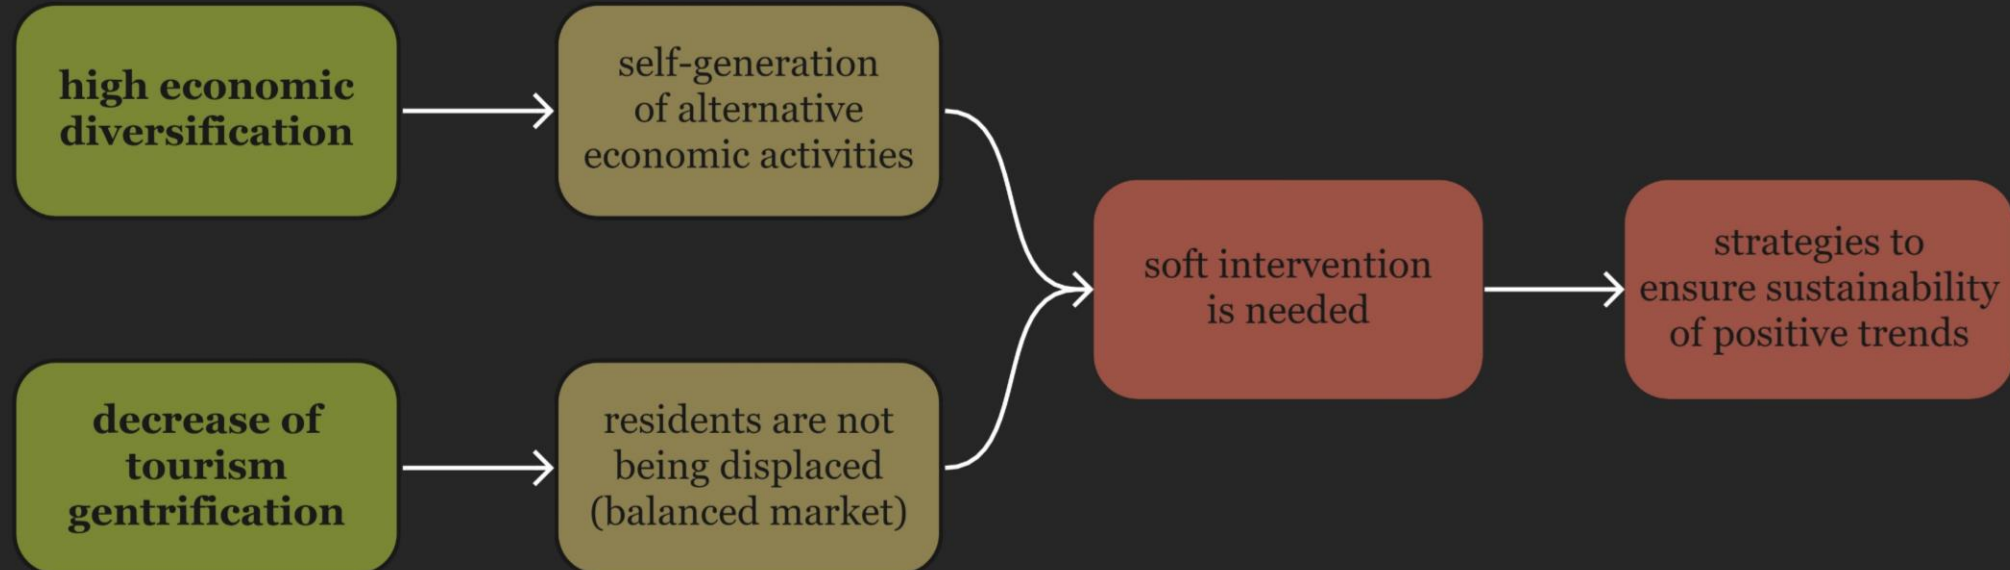 high economic
diversification
self-generation
of alternative
economic activities
decrease of
tourism
gentrification
residents are not
being displaced
(balanced market)
soft intervention
is needed
strategies to
ensure sustainability
of positive trends